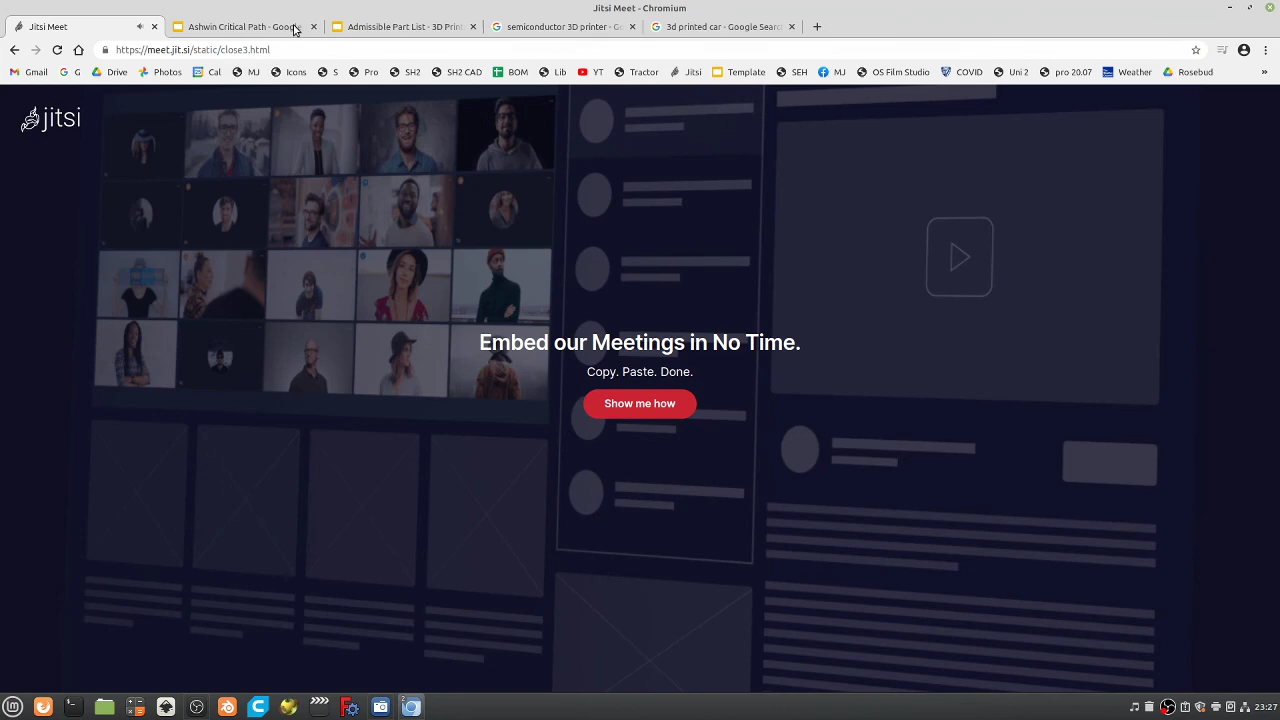 Jitsi Meet - Chromium
Jitsi Meet
Ashwin Critical Path - Google
Admissible Part List - 3D Print
semiconductor 3D printer - Go
3d printed car - Google Search
https://meet.jit.si/static/close3.html
Gmail
G
Drive
Photos
Cal
MJ
Icons
S
Pro
SH2
SH2 CAD
BOM
Lib
YT
Tractor
Jitsi
Template
SEH
MJ
OS Film Studio
COVID
Uni 2
pro 20.07
Weather
Rosebud
»
jitsi
Embed our Meetings in No Time.
Copy. Paste. Done.
Show me how
23:27